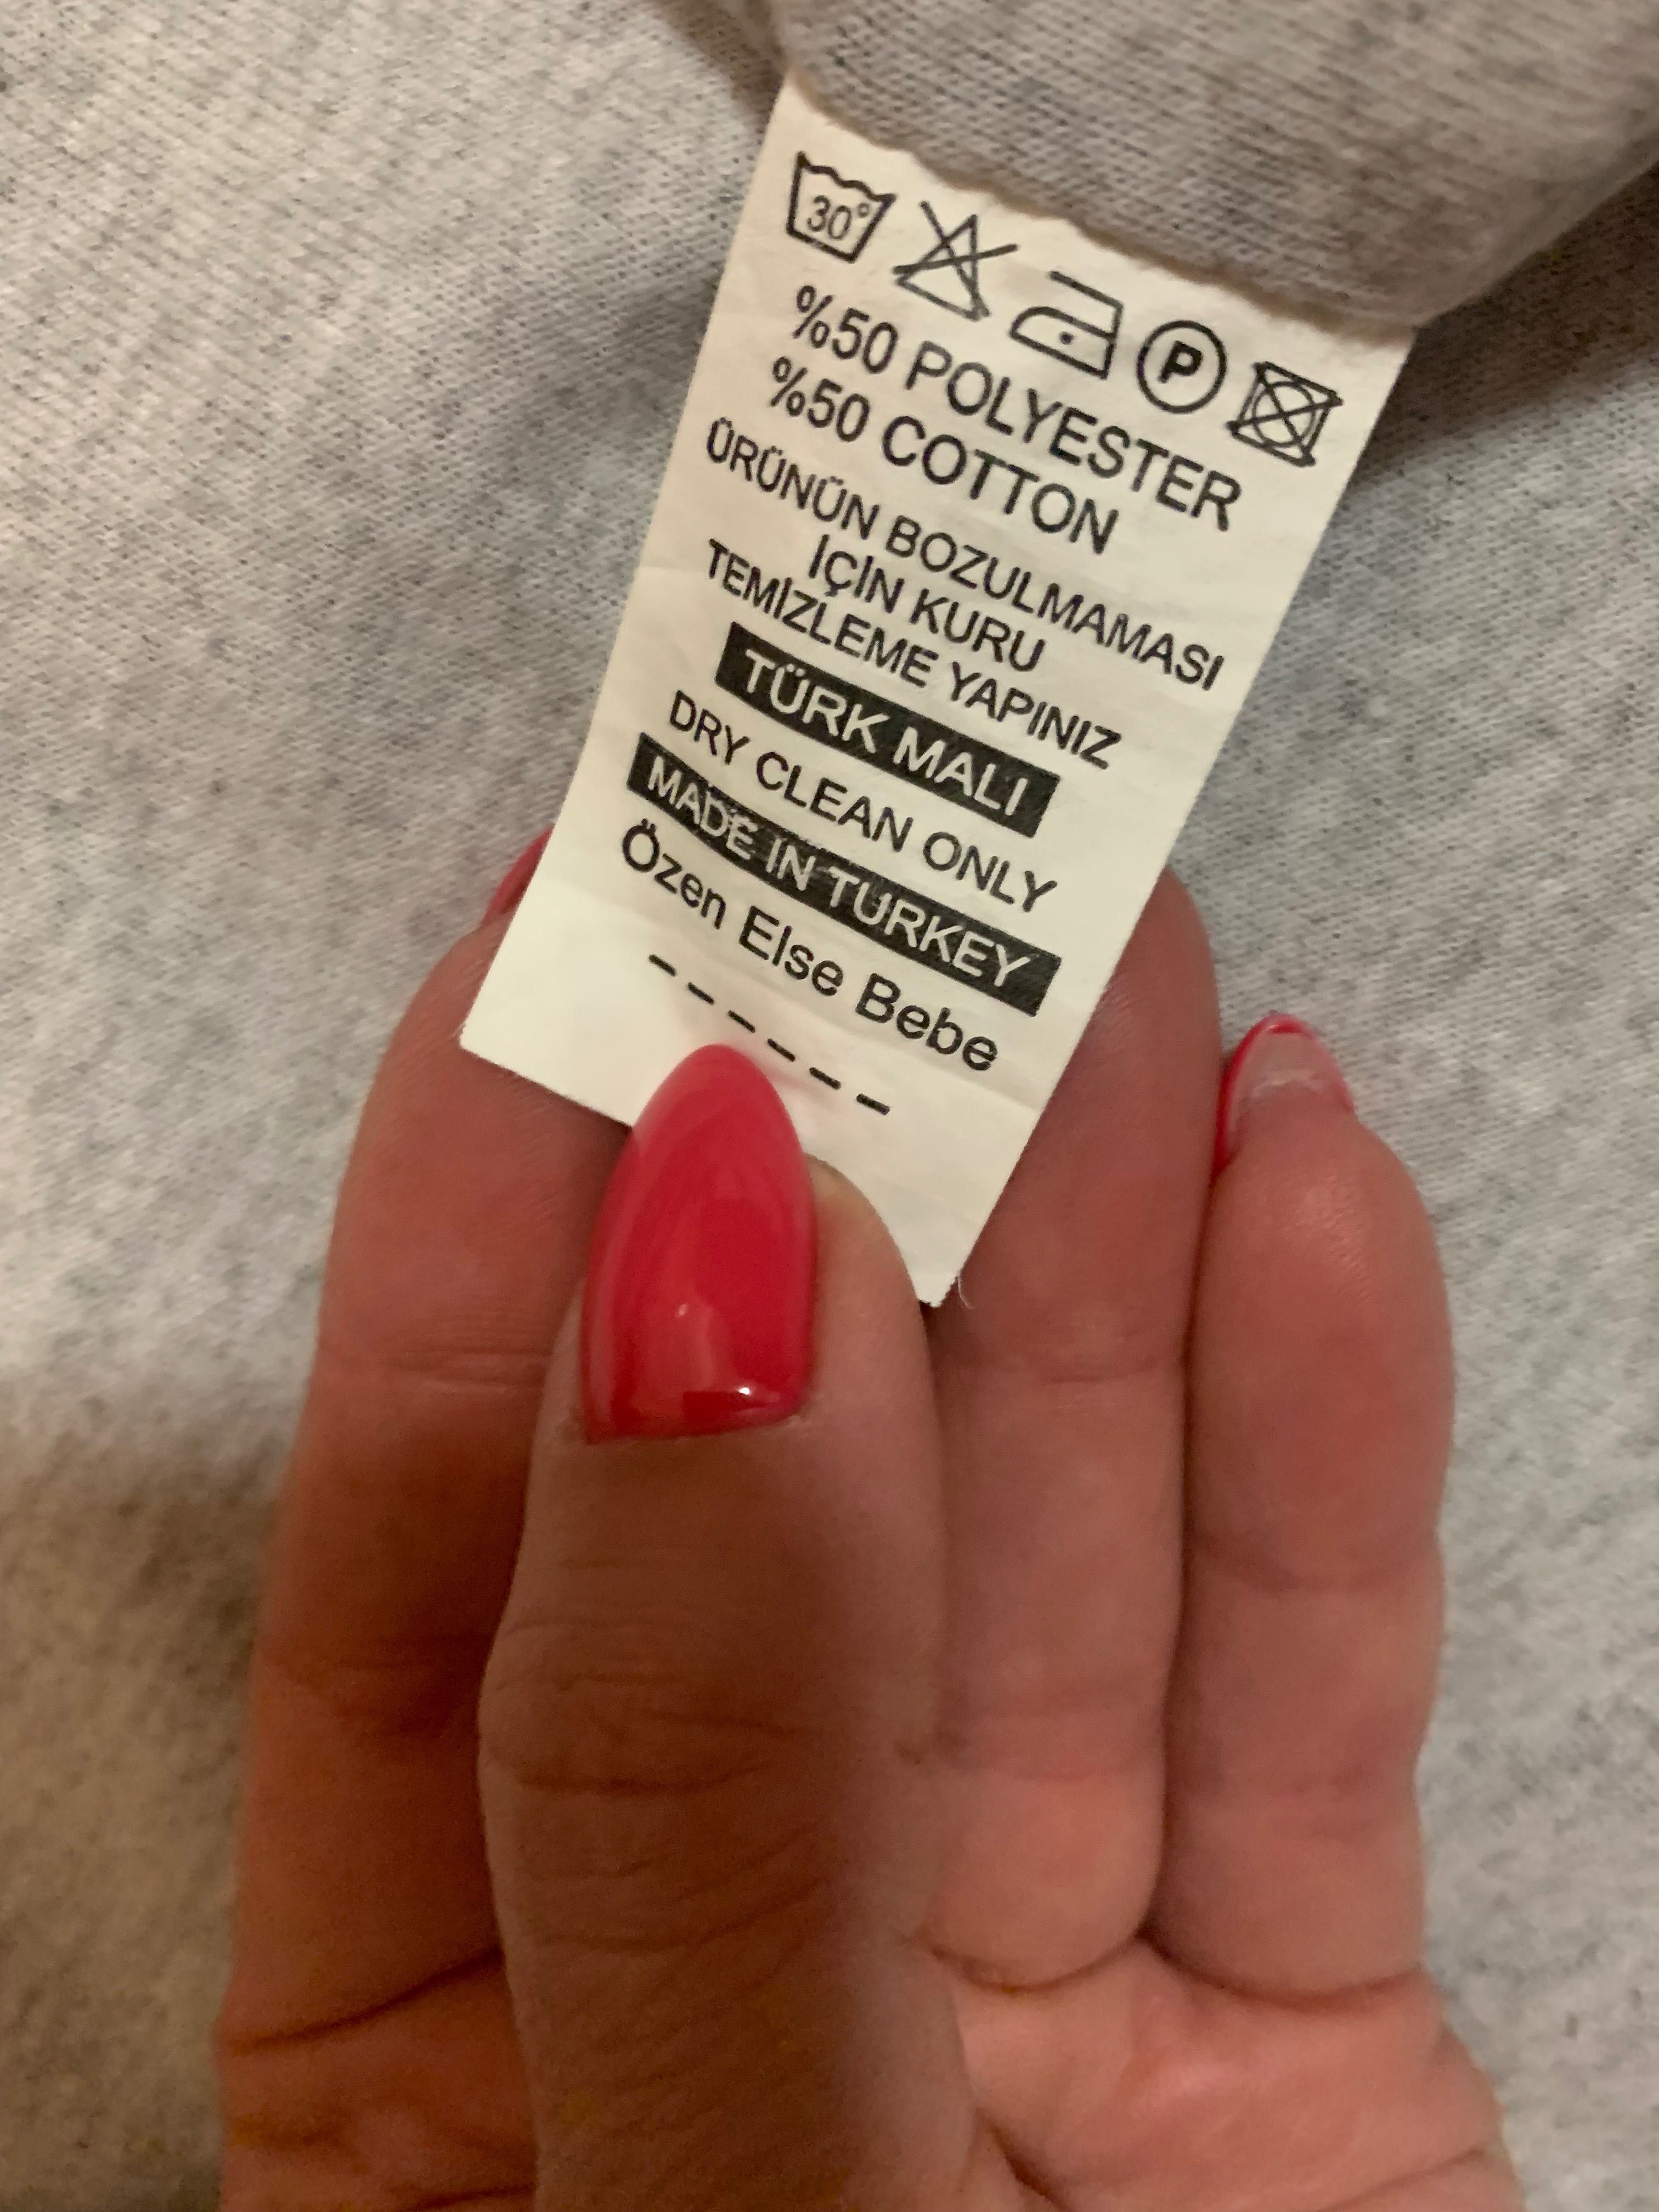 30°
P
%50 POLYESTER
%50 COTTON
ÜRÜNÜN BOZULMAMASI
İÇİN KURU
TEMİZLEME YAPINIZ
TÜRK MALI
DRY CLEAN ONLY
MADE IN TURKEY
Özen Else Bebe
------